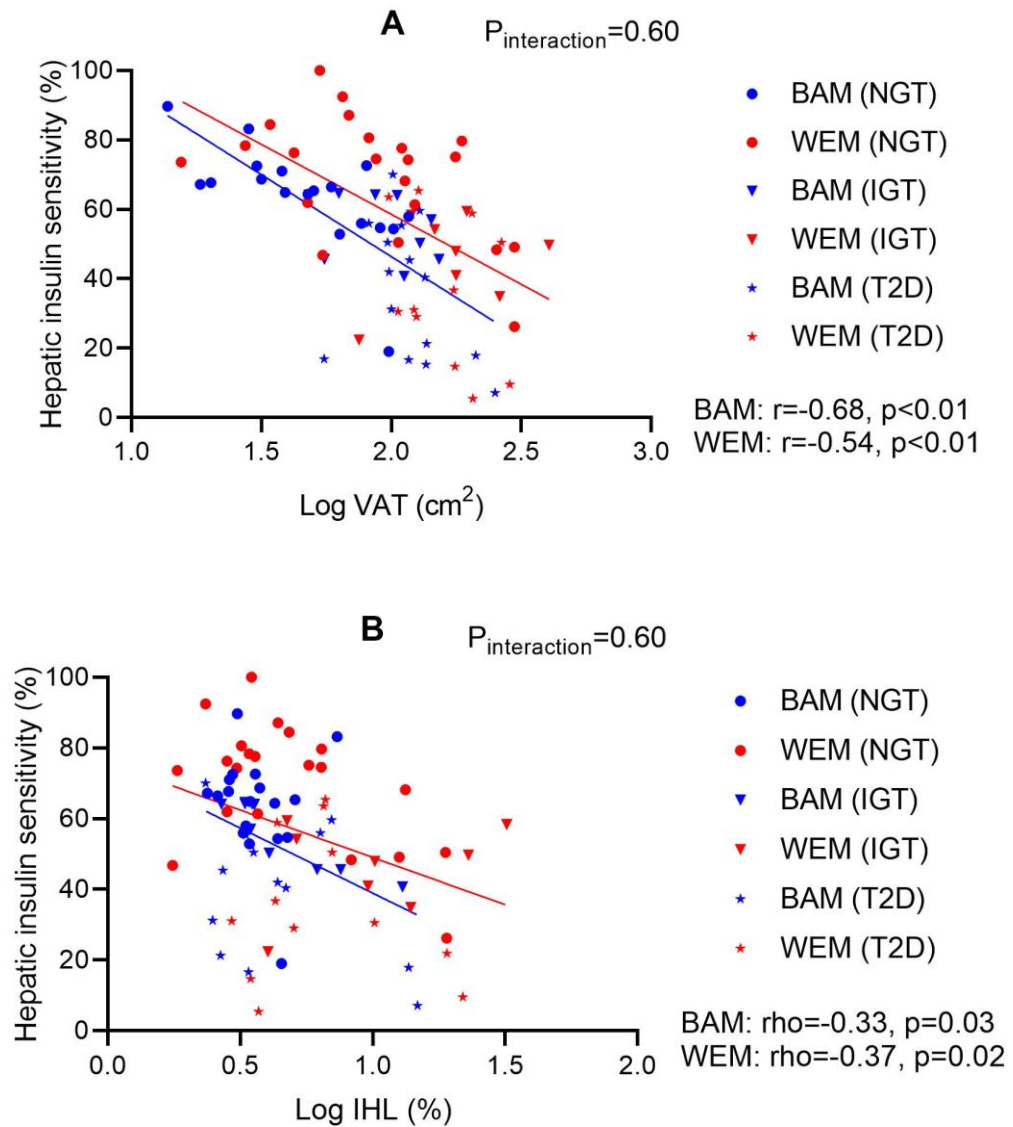 A
P_interaction=0.60
Hepatic insulin sensitivity (%)
100
80
60
40
20
0
1.0 1.5 2.0 2.5 3.0
Log VAT (cm²)
BAM (NGT)
WEM (NGT)
BAM (IGT)
WEM (IGT)
BAM (T2D)
WEM (T2D)
BAM: r=-0.68, p<0.01
WEM: r=-0.54, p<0.01
B
P_interaction=0.60
Hepatic insulin sensitivity (%)
100
80
60
40
20
0
0.0 0.5 1.0 1.5 2.0
Log IHL (%)
BAM (NGT)
WEM (NGT)
BAM (IGT)
WEM (IGT)
BAM (T2D)
WEM (T2D)
BAM: rho=-0.33, p=0.03
WEM: rho=-0.37, p=0.02